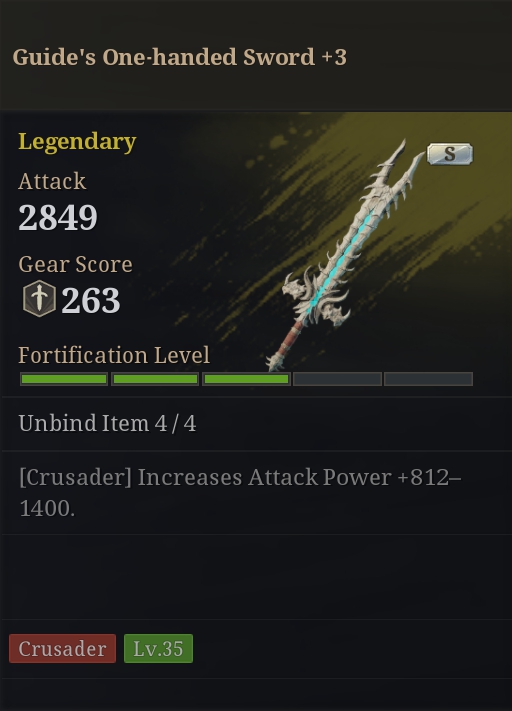 Guide's One-handed Sword +3
Legendary
S
Attack
2849
Gear Score
263
Fortification Level
Unbind Item 4 / 4
[Crusader] Increases Attack Power +812–
1400.
Crusader Lv.35